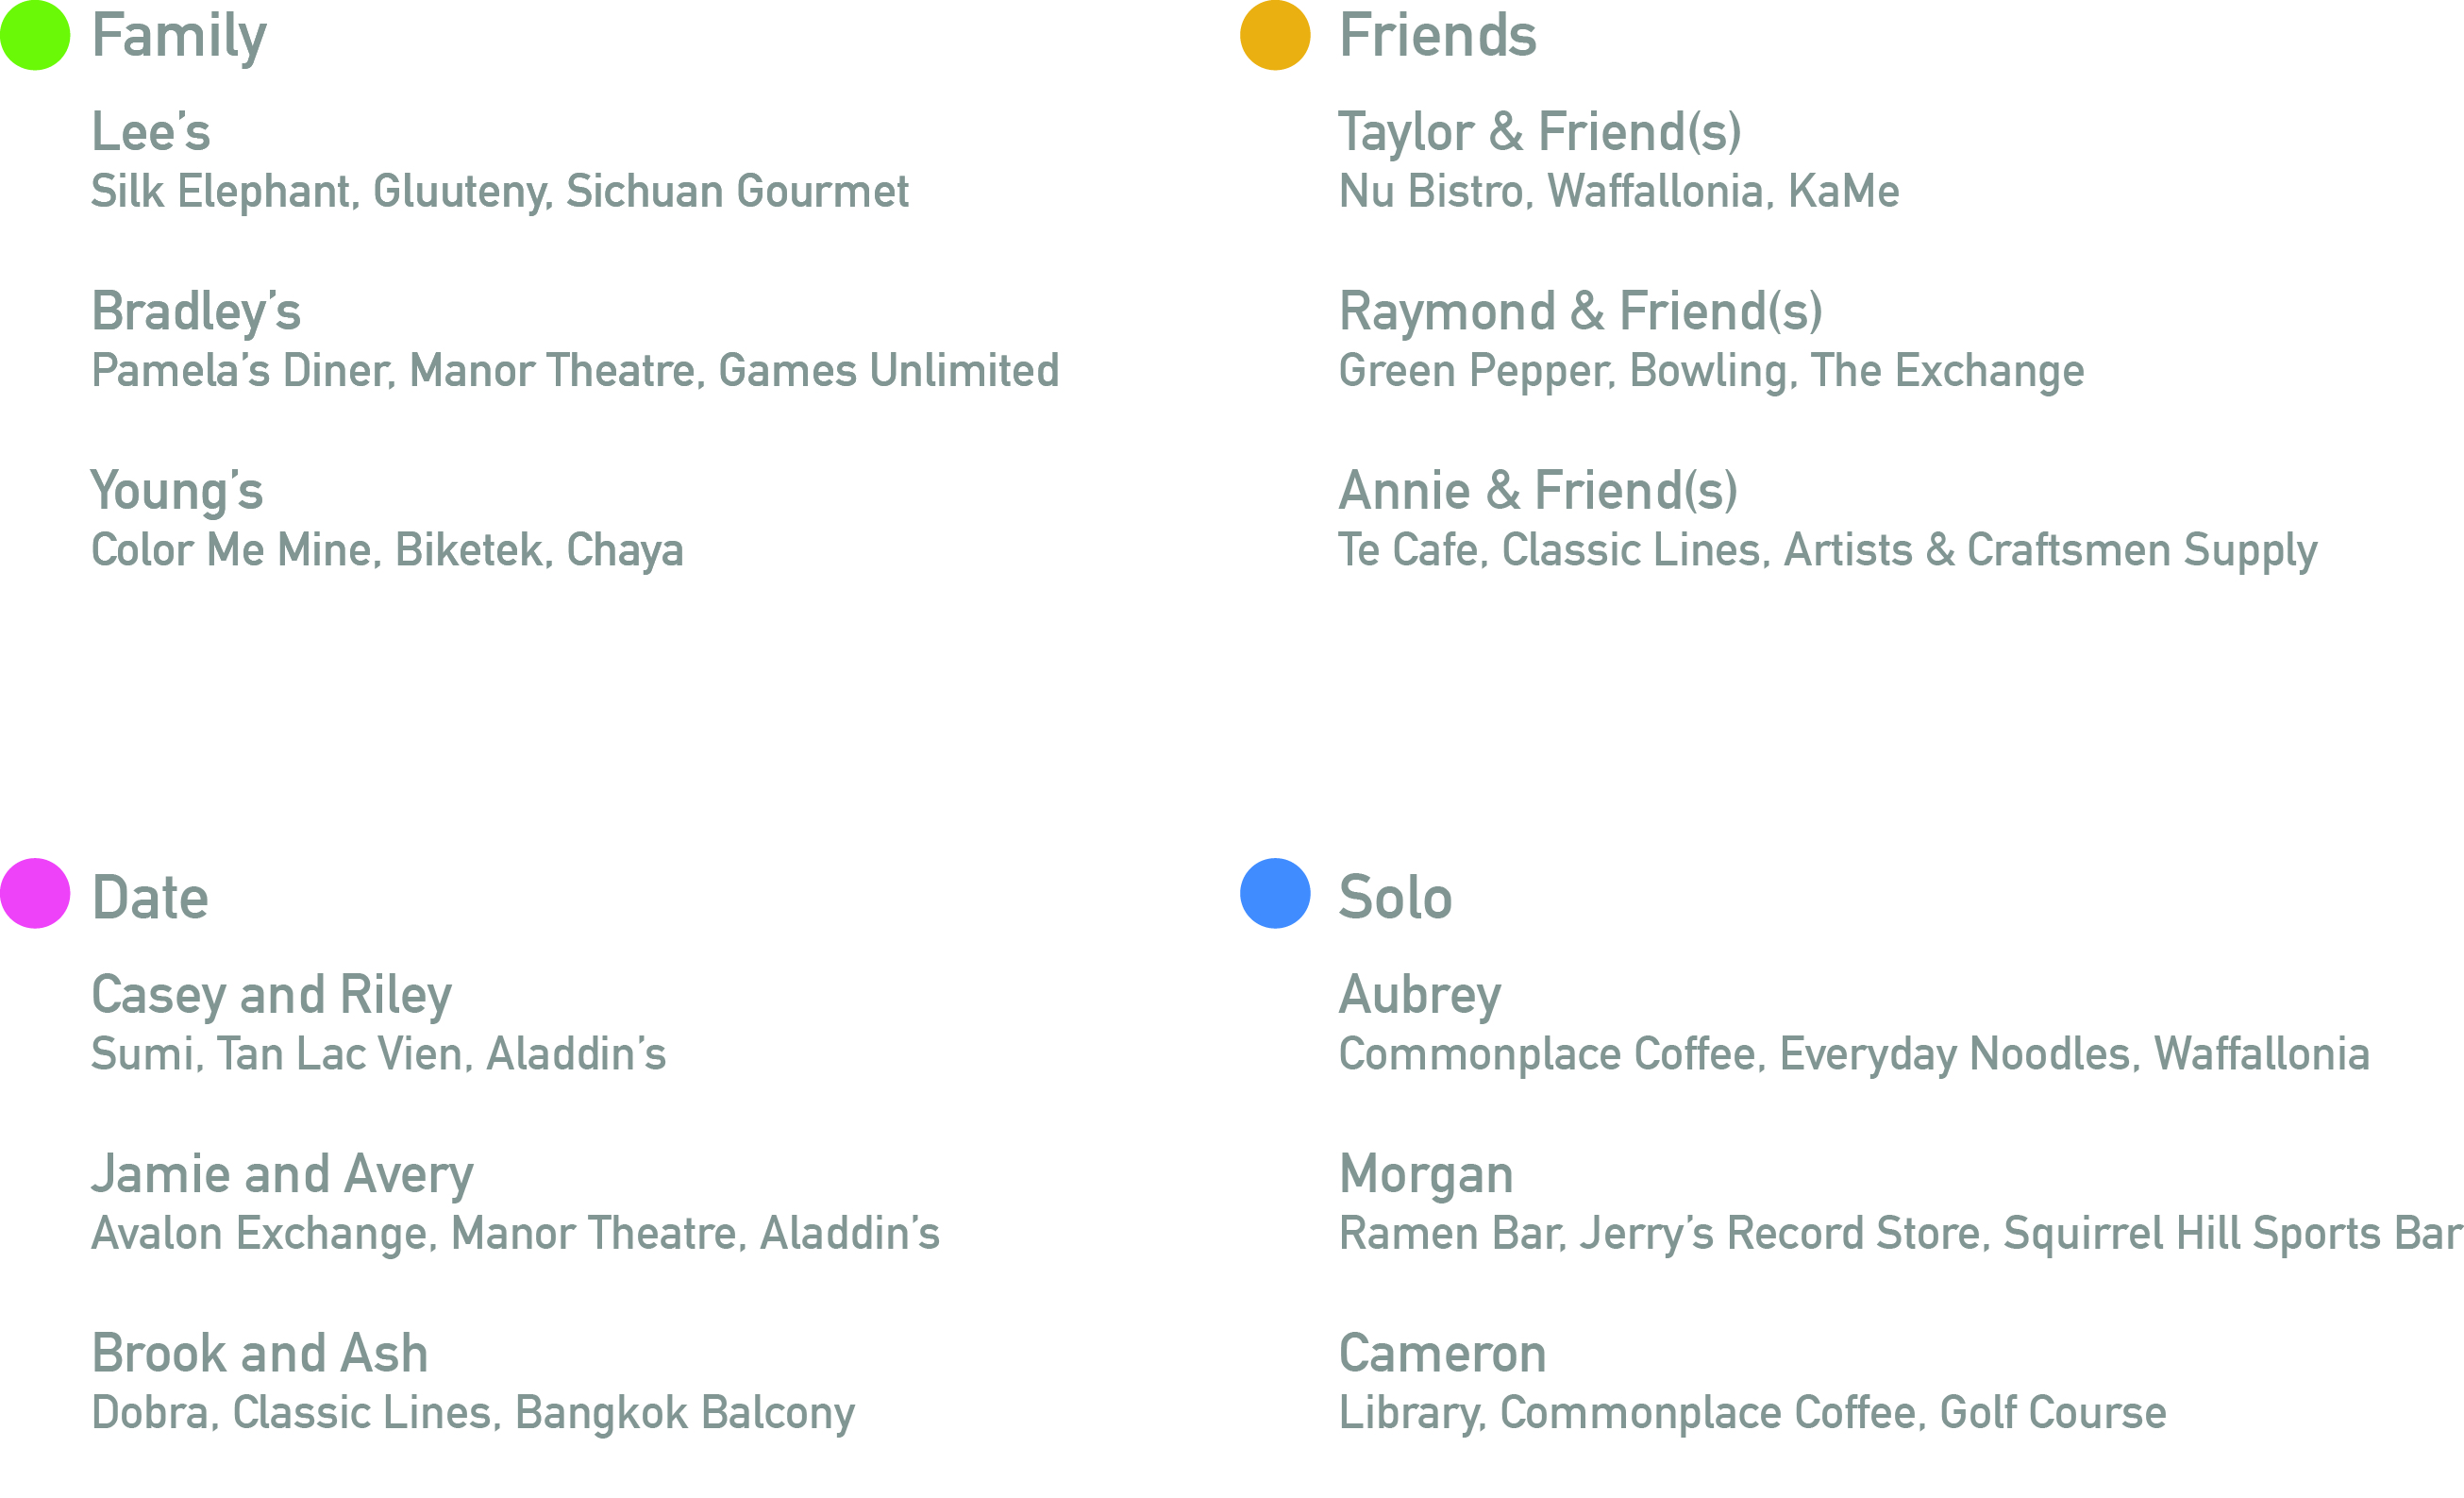 Family
Lee’s
Silk Elephant, Gluuteny, Sichuan Gourmet
Bradley’s
Pamela’s Diner, Manor Theatre, Games Unlimited
Young’s
Color Me Mine, Biketek, Chaya
Friends
Taylor & Friend(s)
Nu Bistro, Waffallonia, KaMe
Raymond & Friend(s)
Green Pepper, Bowling, The Exchange
Annie & Friend(s)
Te Cafe, Classic Lines, Artists & Craftsmen Supply
Date
Casey and Riley
Sumi, Tan Lac Vien, Aladdin’s
Jamie and Avery
Avalon Exchange, Manor Theatre, Aladdin’s
Brook and Ash
Dobra, Classic Lines, Bangkok Balcony
Solo
Aubrey
Commonplace Coffee, Everyday Noodles, Waffallonia
Morgan
Ramen Bar, Jerry’s Record Store, Squirrel Hill Sports Bar
Cameron
Library, Commonplace Coffee, Golf Course